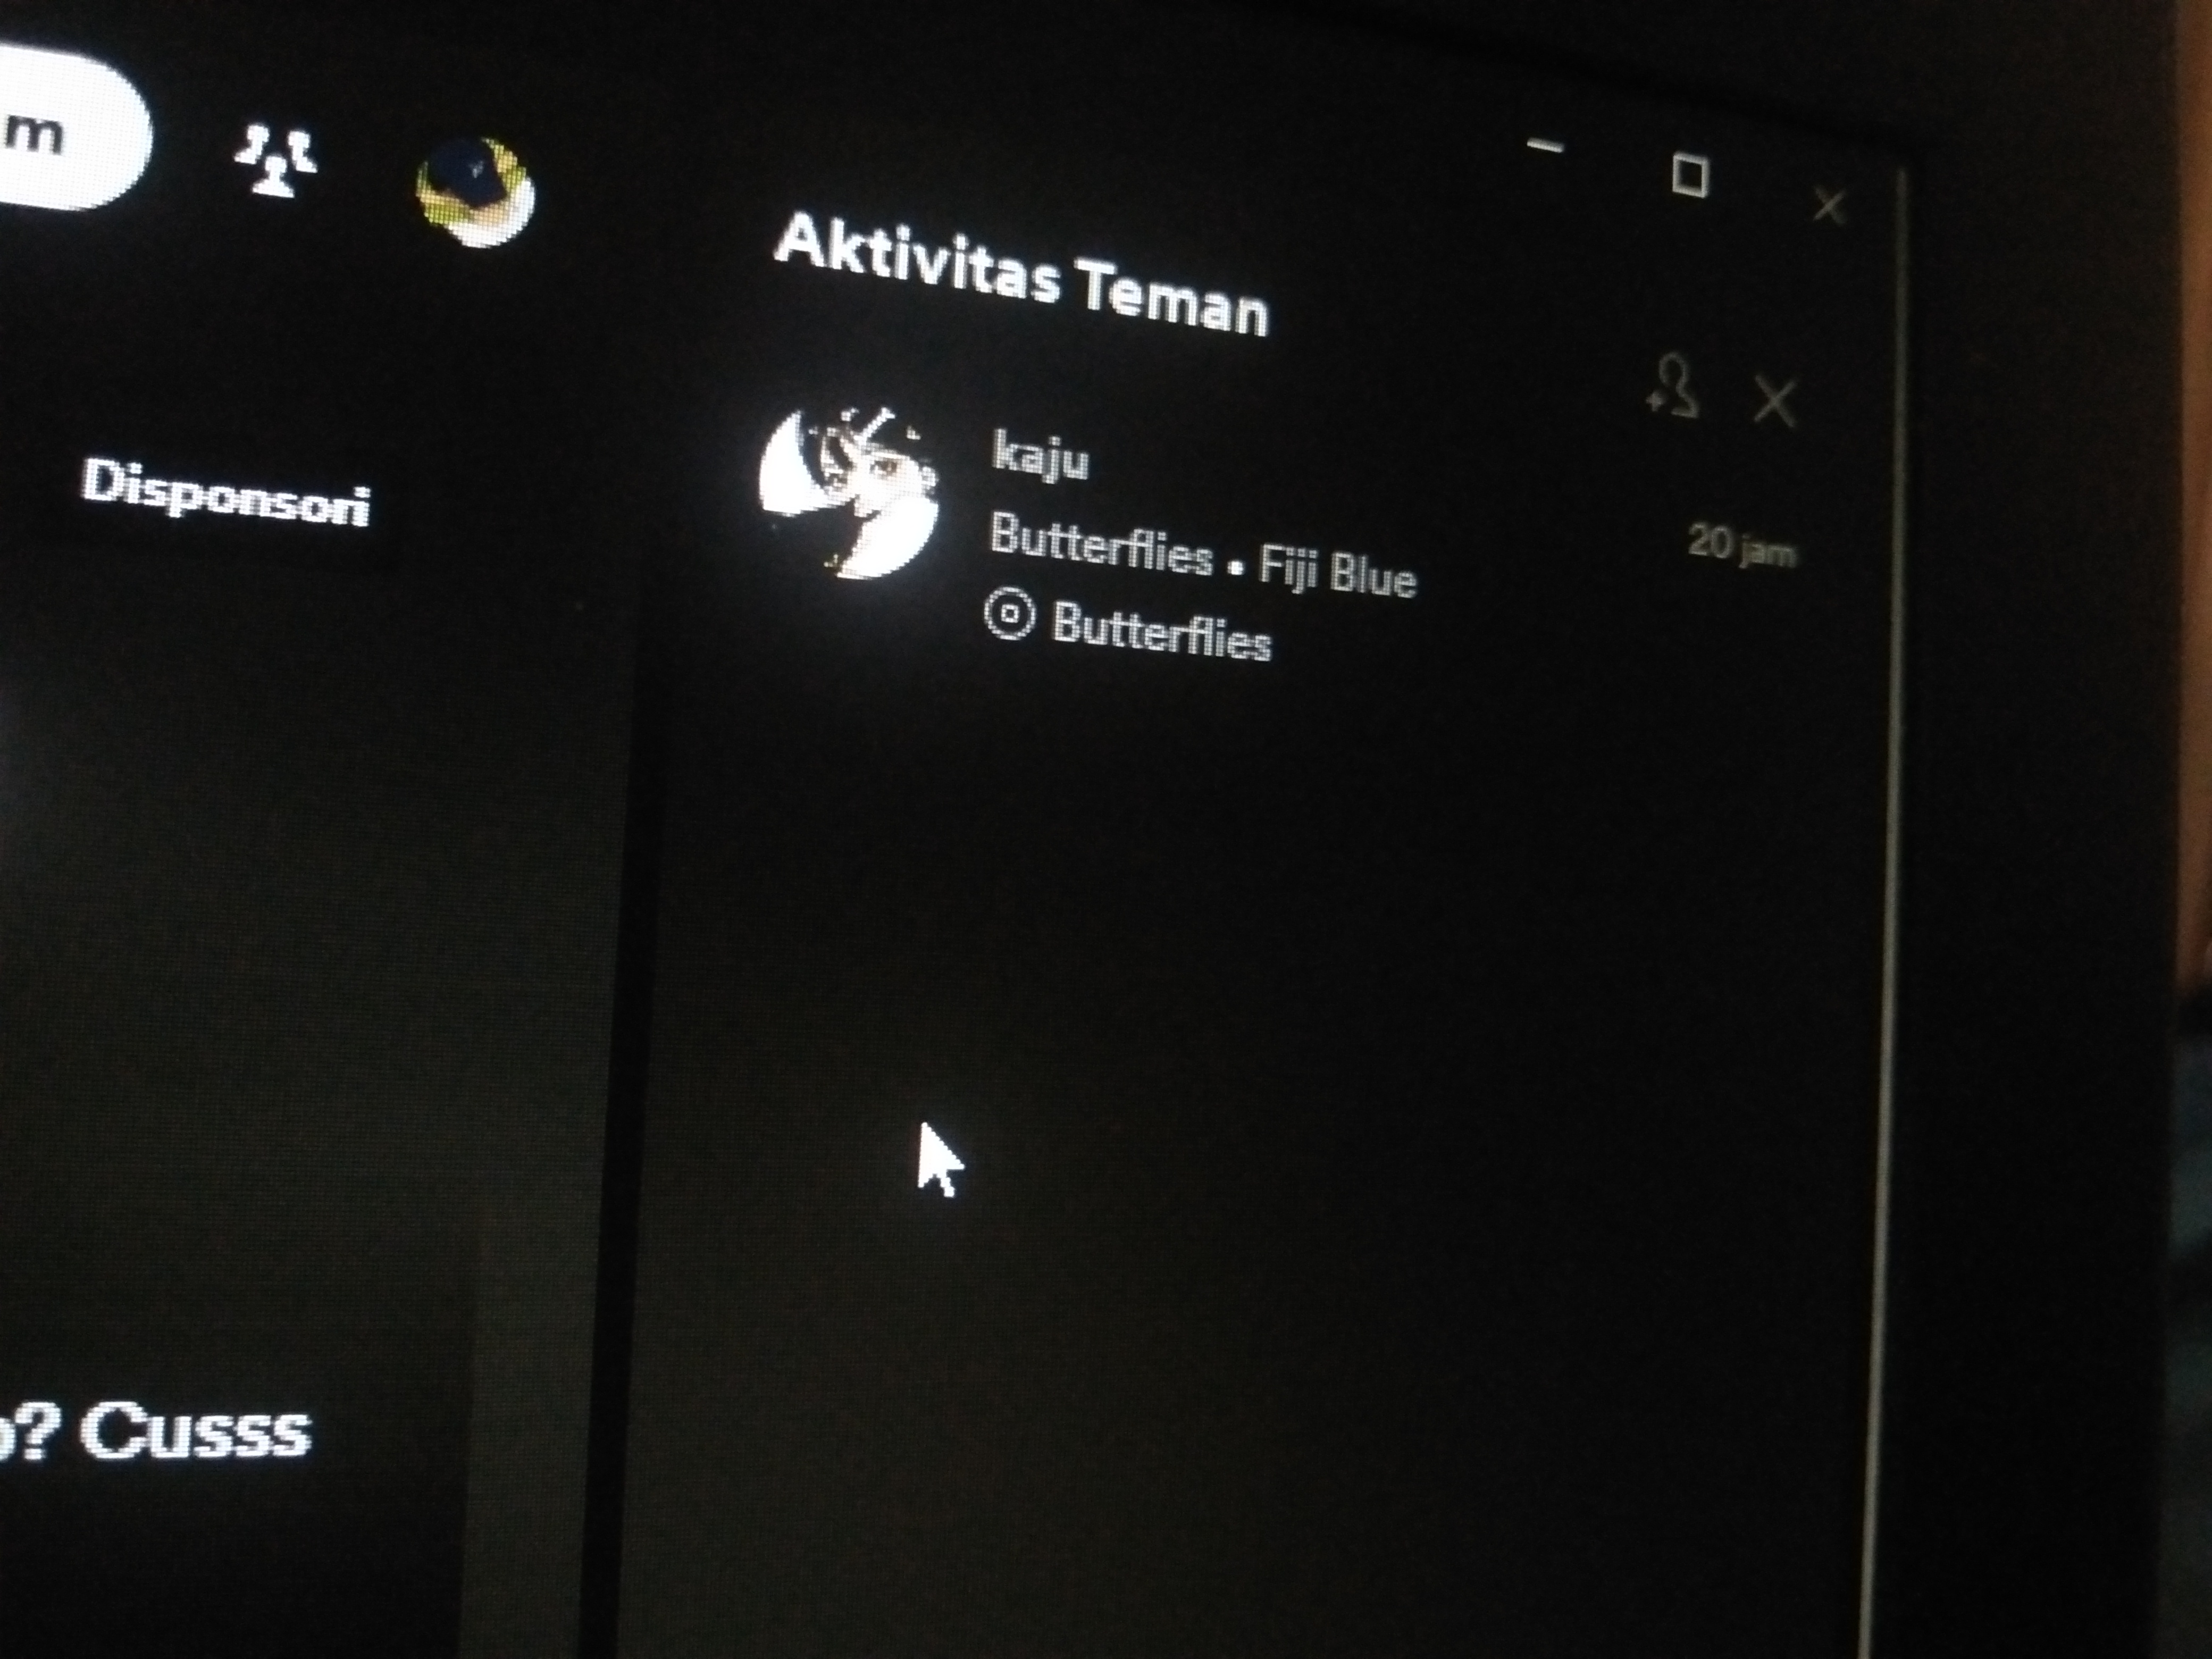 m
Aktivitas Teman
kaju
20 jam
Butterflies • Fiji Blue
Butterflies
Disponsori
? Cusss